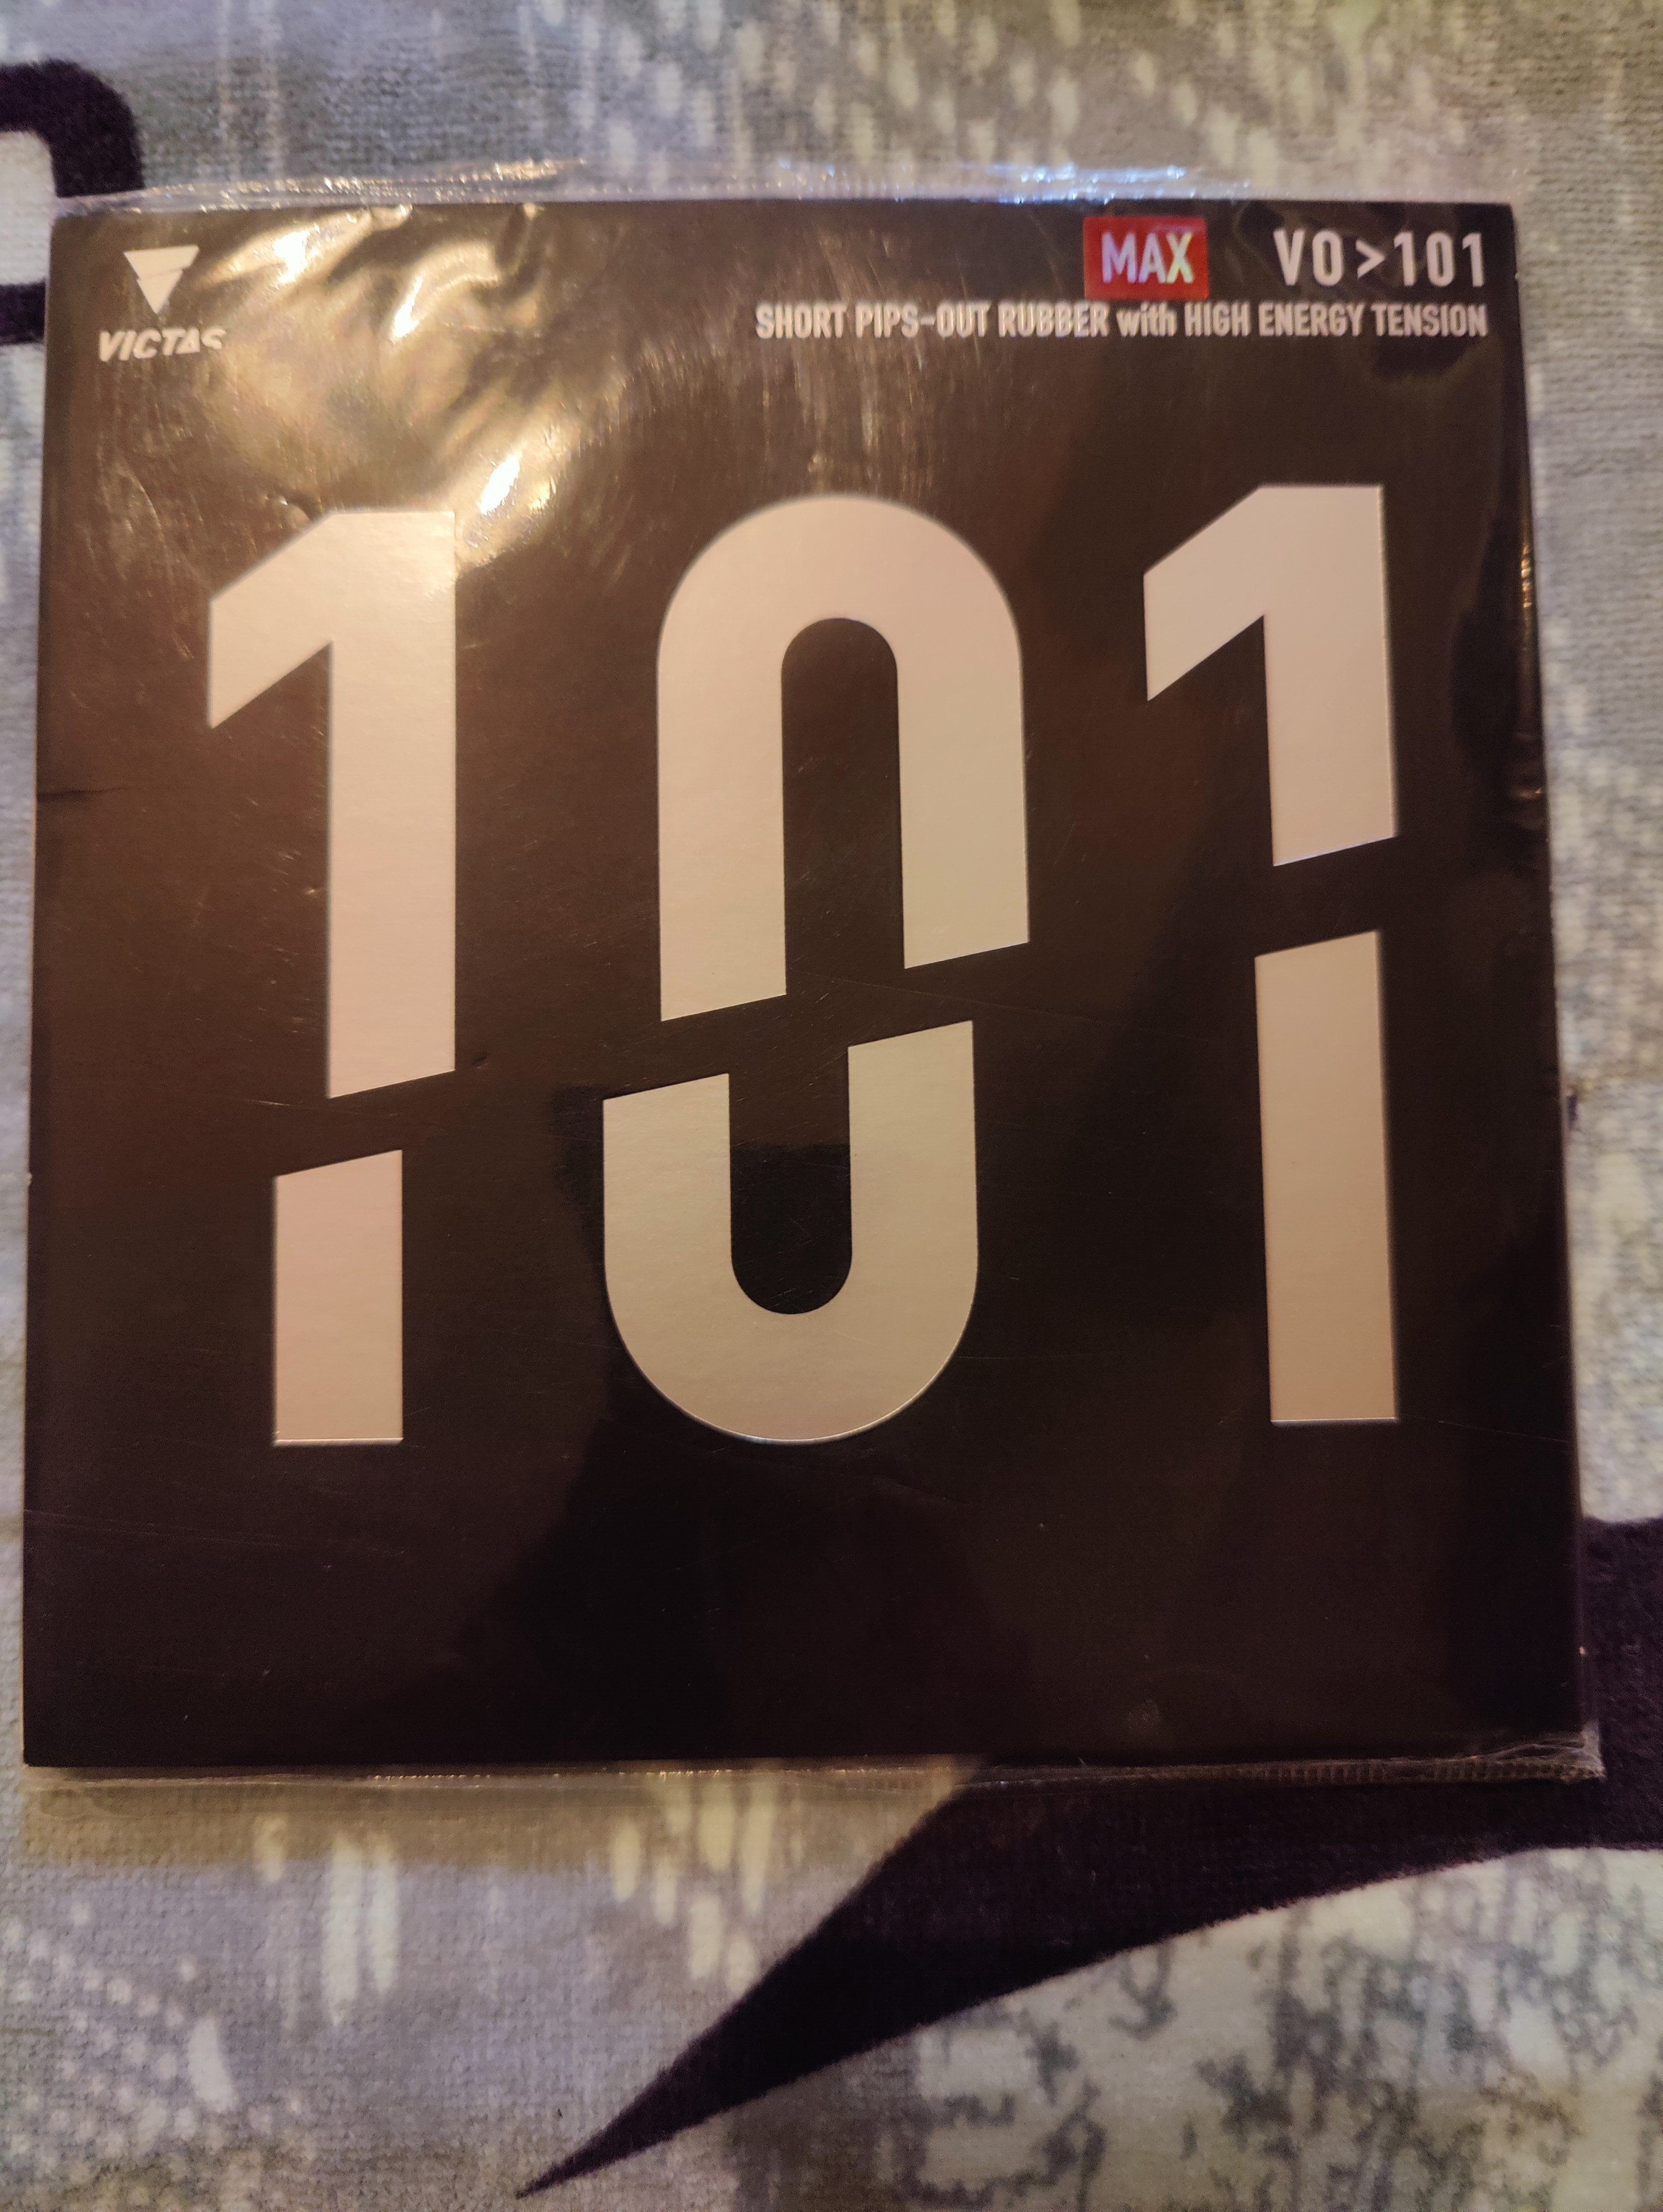 VICTAS
MAX VO>101
SHORT PIPS-OUT RUBBER with HIGH ENERGY TENSION
101